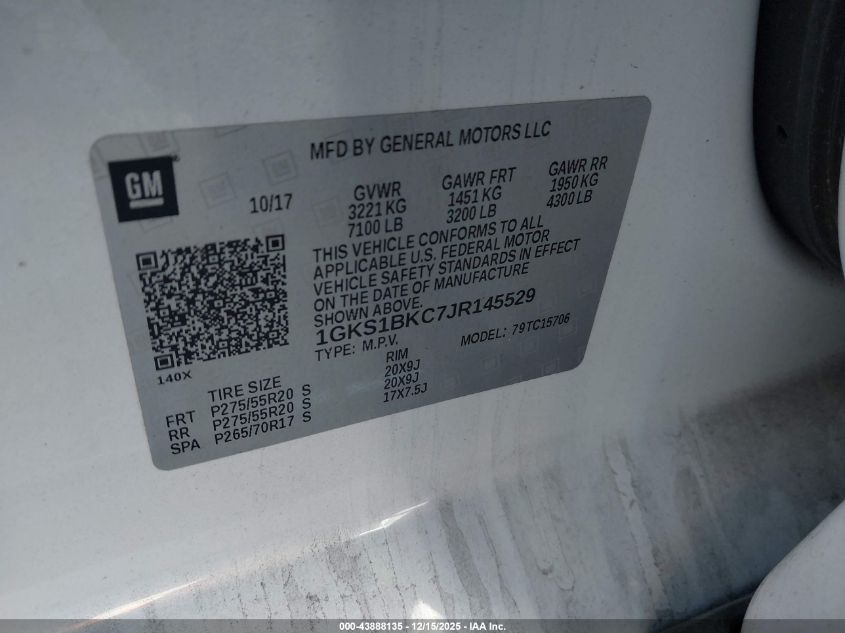 MFD BY GENERAL MOTORS LLC
GM
10/17
GVWR GAWR FRT GAWR RR
3221 KG 1451 KG 1950 KG
7100 LB 3200 LB 4300 LB
THIS VEHICLE CONFORMS TO ALL
APPLICABLE U.S. FEDERAL MOTOR
VEHICLE SAFETY STANDARDS IN EFFECT
ON THE DATE OF MANUFACTURE
SHOWN ABOVE.
1GKS1BKC7JR145529
TYPE: M.P.V. MODEL: 79TC15706
140X
TIRE SIZE RIM
FRT P275/55R20 S 20X9J
RR P275/55R20 S 20X9J
SPA P265/70R17 S 17X7.5J
000-43888135 - 12/15/2025 - IAA Inc.